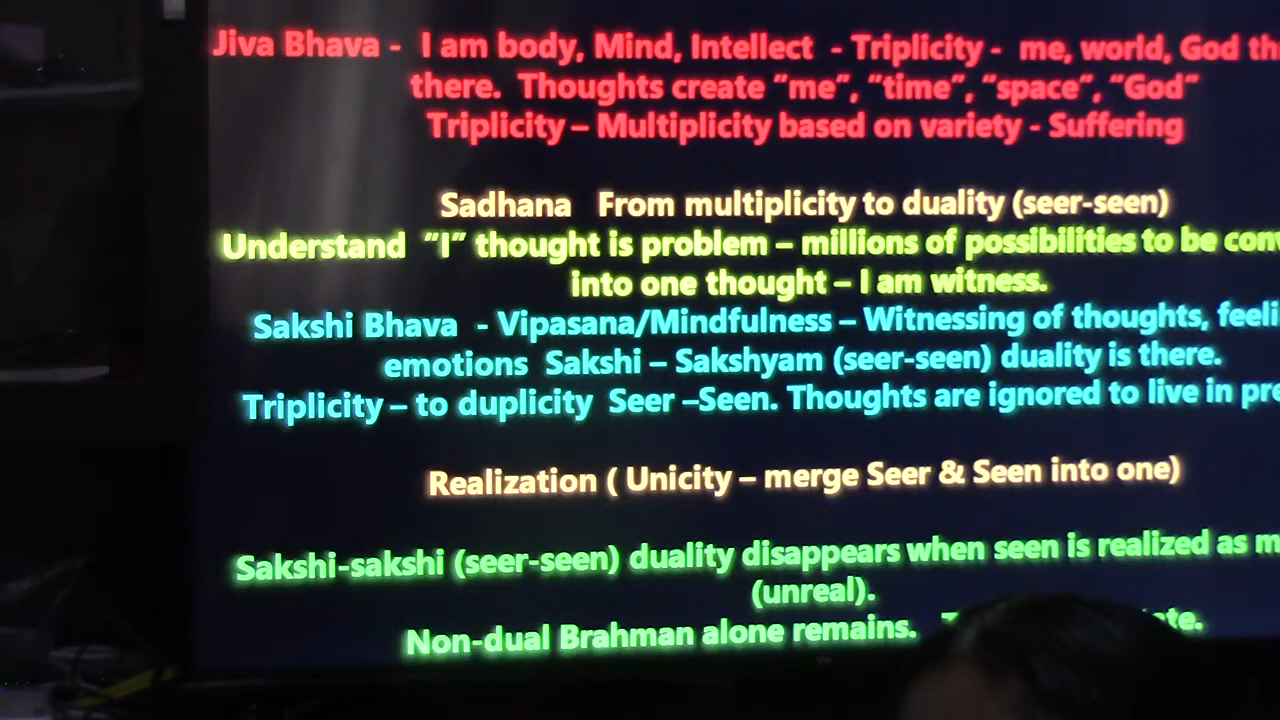 Jiva Bhava - I am body, Mind, Intellect - Triplicity - me, world, God
there. Thoughts create “me”, “time”, “space”, “God”
Triplicity – Multiplicity based on variety - Suffering
Sadhana From multiplicity to duality (seer-seen)
Understand “I” thought is problem – millions of possibilities to be
into one thought – I am witness.
Sakshi Bhava - Vipasana/Mindfulness – Witnessing of thoughts,
emotions Sakshi – Sakshyam (seer-seen) duality is there.
Triplicity – to duplicity Seer –Seen. Thoughts are ignored to live in
Realization ( Unicity – merge Seer & Seen into one)
Sakshi-sakshi (seer-seen) duality disappears when seen is realized as
(unreal).
Non-dual Brahman alone remains.